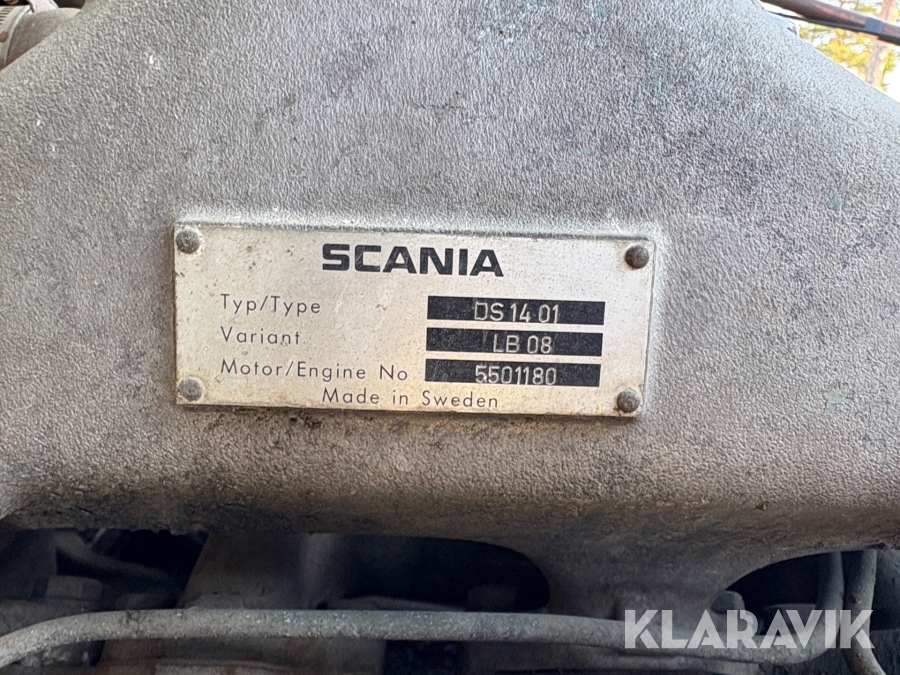 SCANIA
Typ/Type DS 14 01
Variant LB 08
Motor/Engine No 5501180
Made in Sweden
KLARAVIK